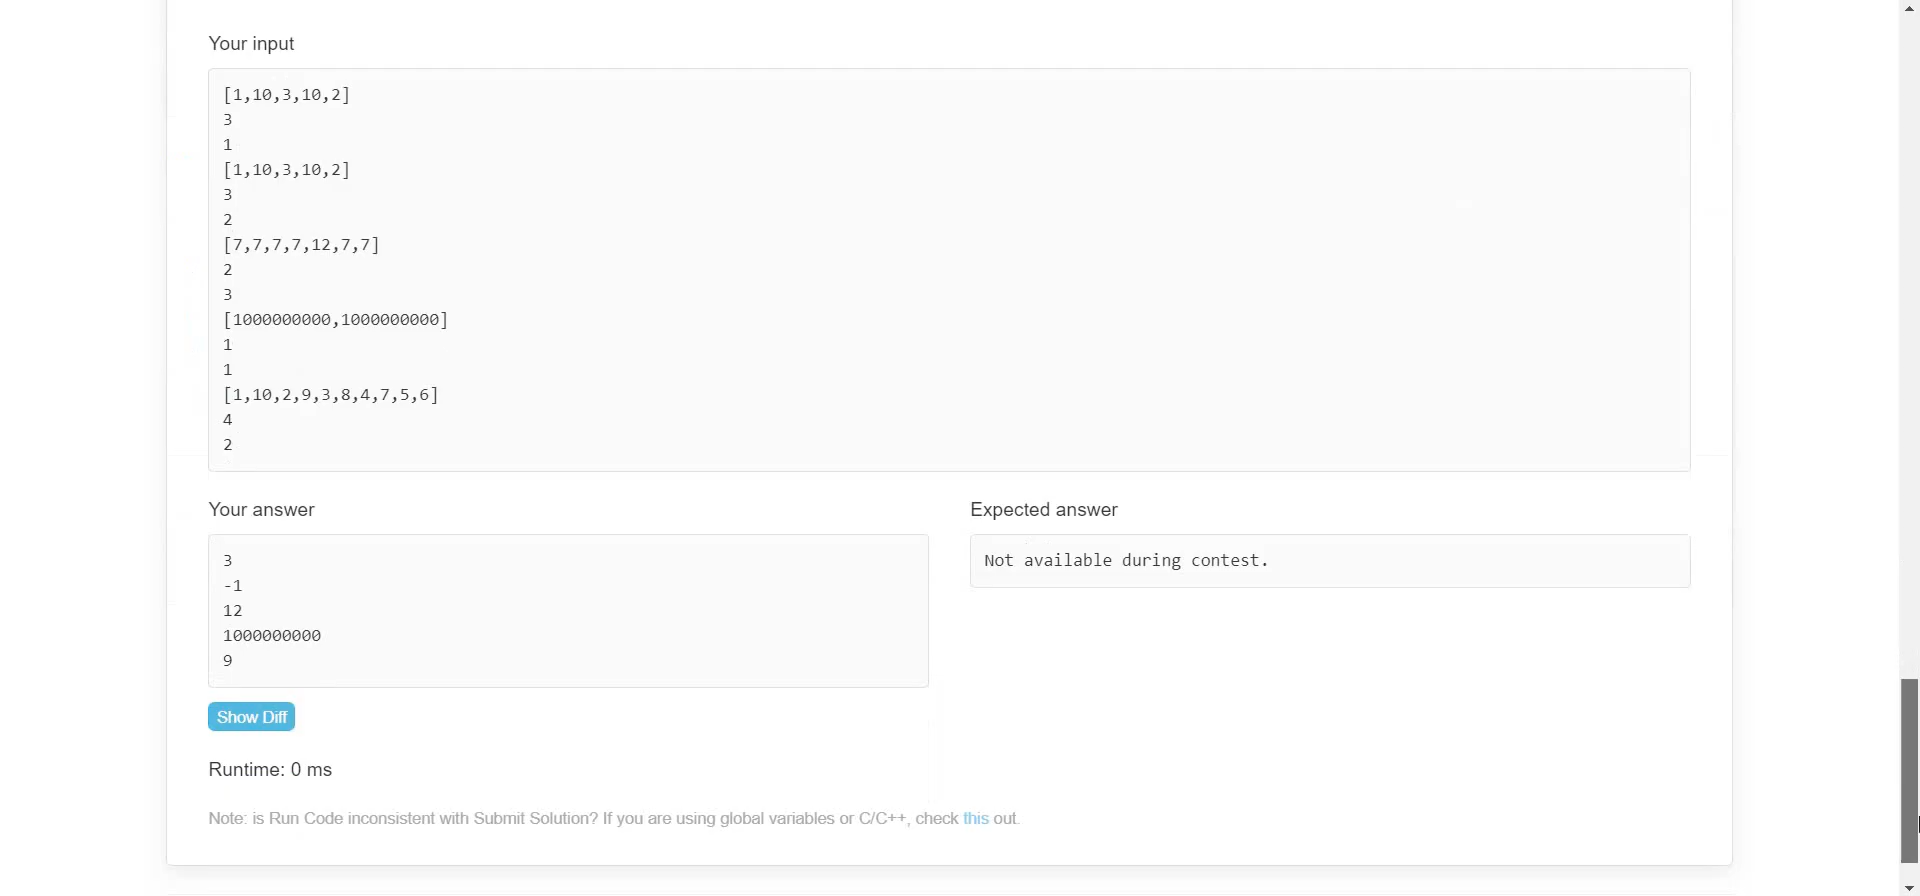 Your input
[1,10,3,10,2]
3
1
[1,10,3,10,2]
3
2
[7,7,7,7,12,7,7]
2
3
[1000000000,1000000000]
1
1
[1,10,2,9,3,8,4,7,5,6]
4
2
Your answer
3
-1
12
1000000000
9
Expected answer
Not available during contest.
Show Diff
Runtime: 0 ms
Note: is Run Code inconsistent with Submit Solution? If you are using global variables or C/C++, check this out.